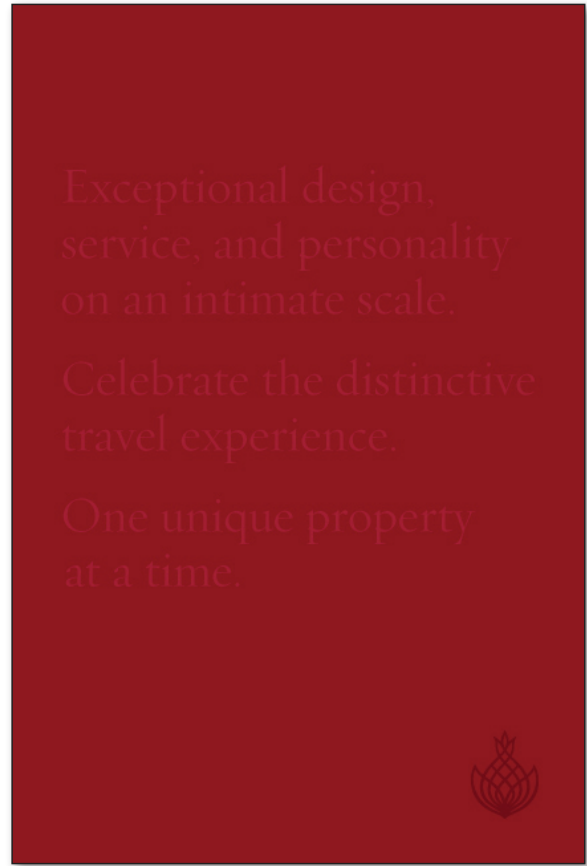 Exceptional design,
service, and personality
on an intimate scale.
Celebrate the distinctive
travel experience.
One unique property
at a time.